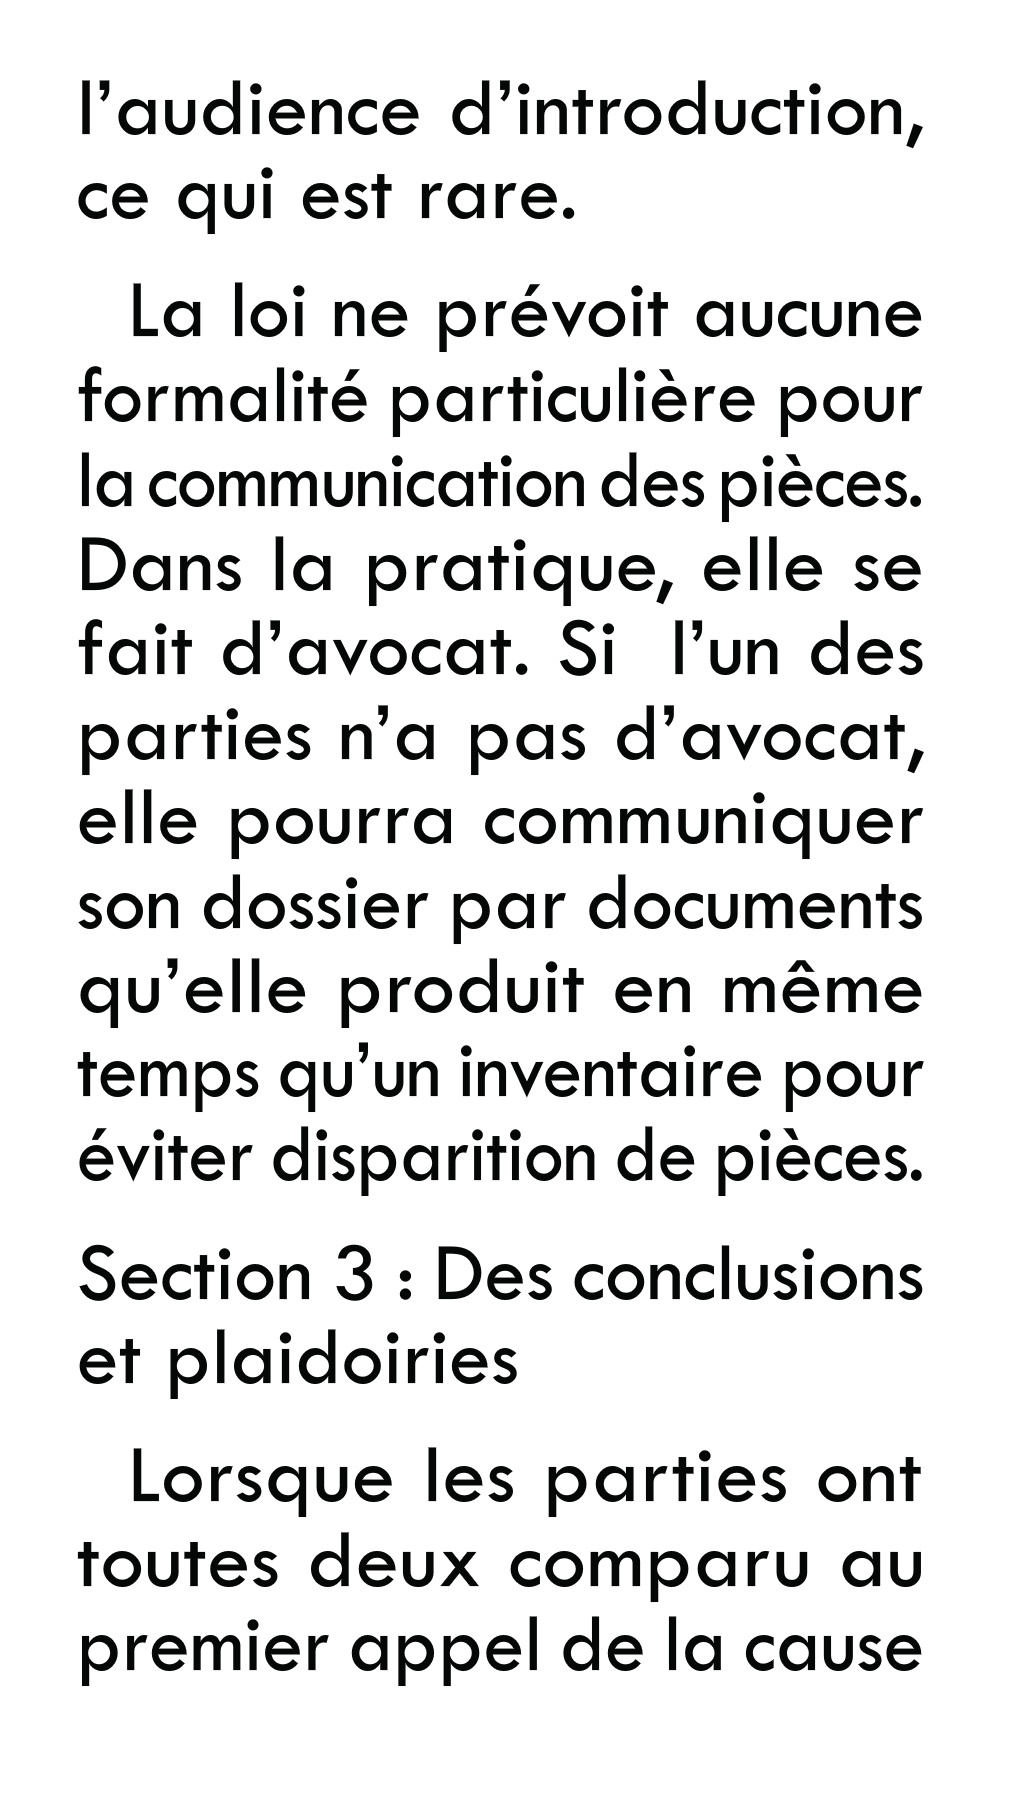 l’audience d’introduction,
ce qui est rare.
La loi ne prévoit aucune
formalité particulière pour
la communication des pièces.
Dans la pratique, elle se
fait d’avocat. Si l’un des
parties n’a pas d’avocat,
elle pourra communiquer
son dossier par documents
qu’elle produit en même
temps qu’un inventaire pour
éviter disparition de pièces.
Section 3 : Des conclusions
et plaidoiries
Lorsque les parties ont
toutes deux comparu au
premier appel de la cause